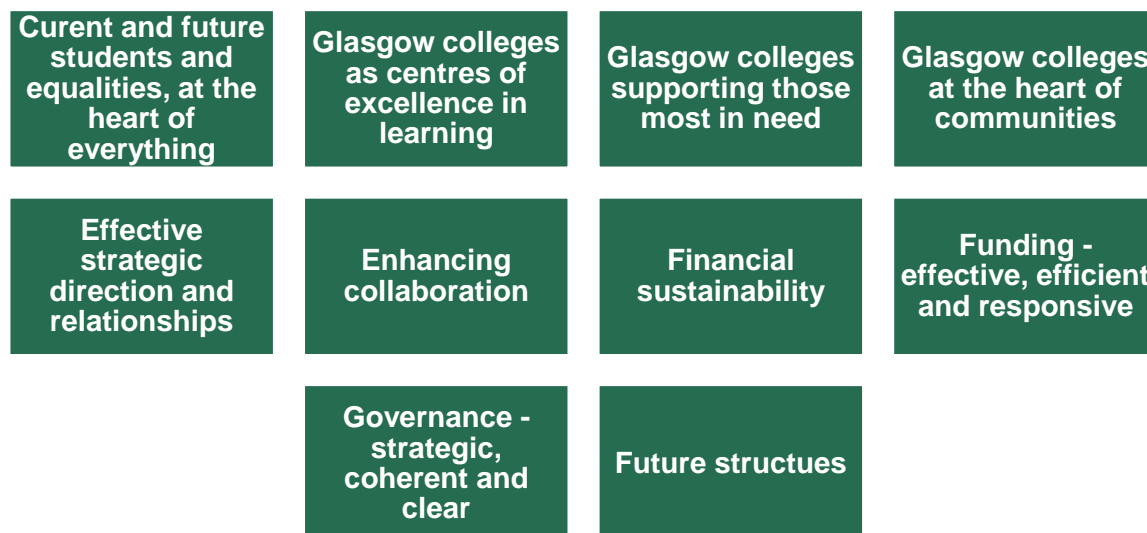 Curent and future
students and
equalities, at the
heart of
everything
Glasgow colleges
as centres of
excellence in
learning
Glasgow colleges
supporting those
most in need
Glasgow colleges
at the heart of
communities
Effective
strategic
direction and
relationships
Enhancing
collaboration
Financial
sustainability
Funding -
effective, efficient
and responsive
Governance -
strategic,
coherent and
clear
Future structues